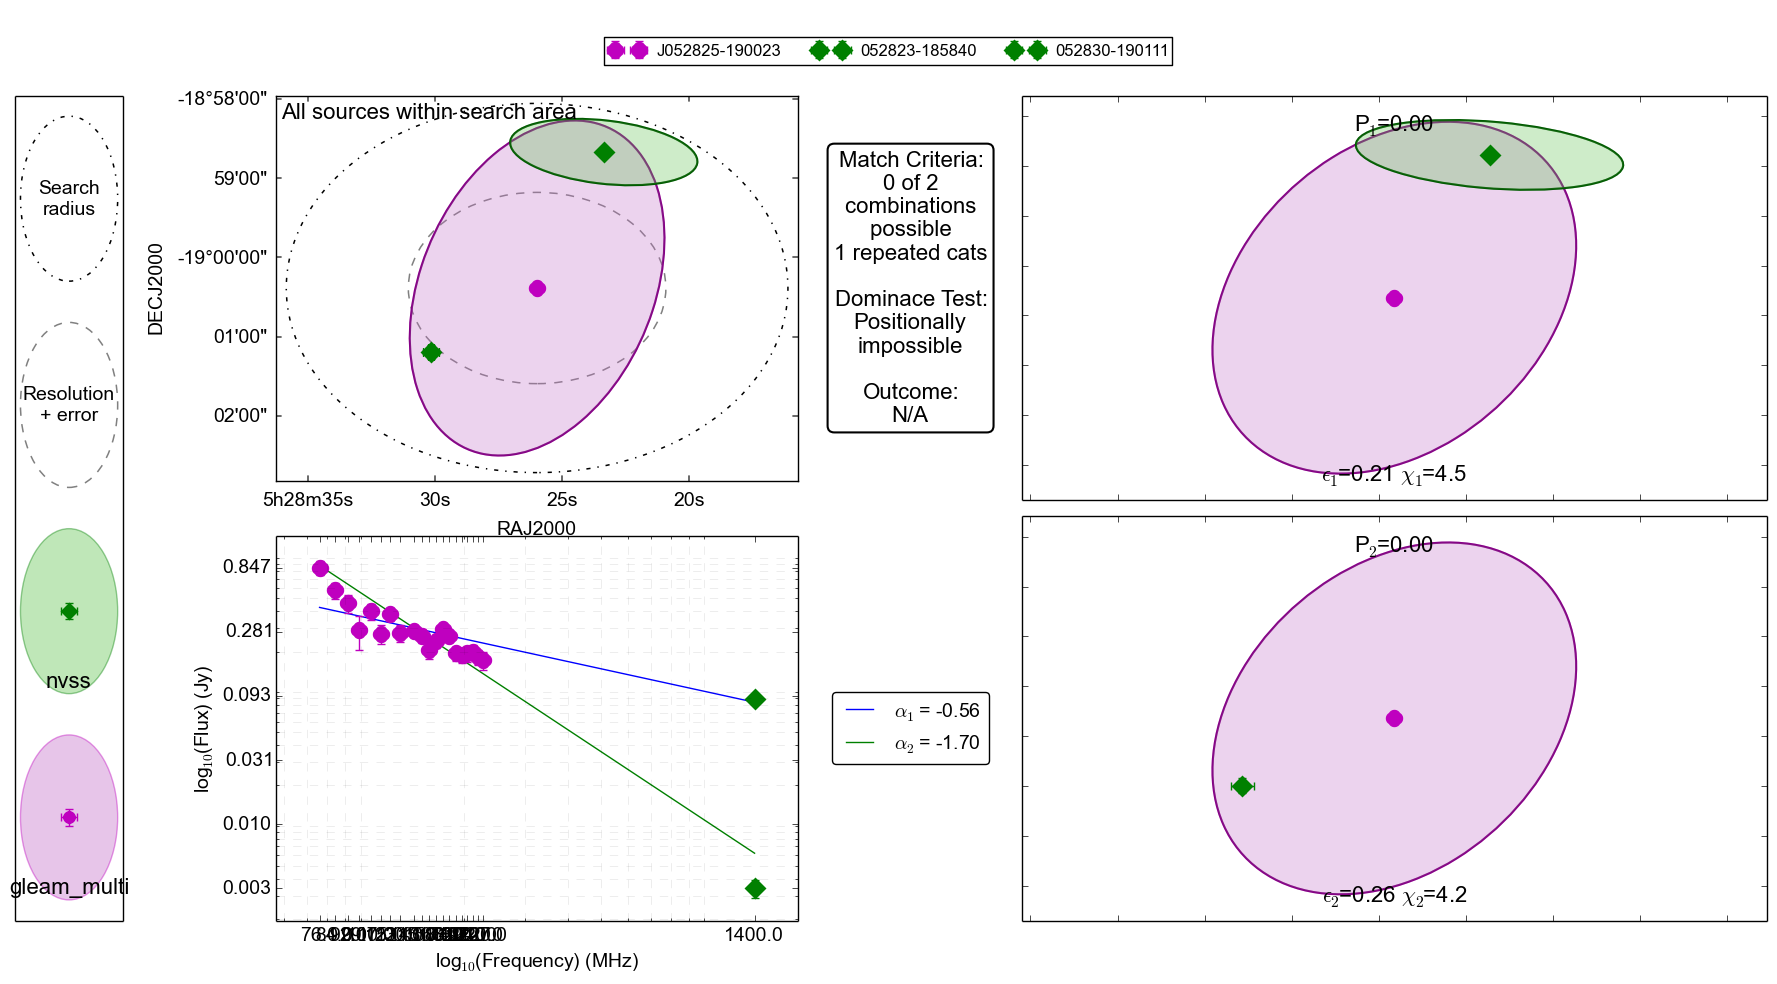 J052825-190023 052823-185840 052830-190111
Search
radius
Resolution
+ error
nvss
gleam_multi
All sources within search area
DECJ2000
-18°58'00"
59'00"
-19°00'00"
01'00"
02'00"
5h28m35s 30s 25s 20s
RAJ2000
Match Criteria:
0 of 2
combinations
possible
1 repeated cats
Dominace Test:
Positionally
impossible
Outcome:
N/A
P1=0.00
ϵ1=0.21 χ1=4.5
log10(Flux) (Jy)
0.847
0.281
0.093
0.031
0.010
0.003
1400.0
log10(Frequency) (MHz)
α1 = -0.56
α2 = -1.70
P2=0.00
ϵ2=0.26 χ2=4.2